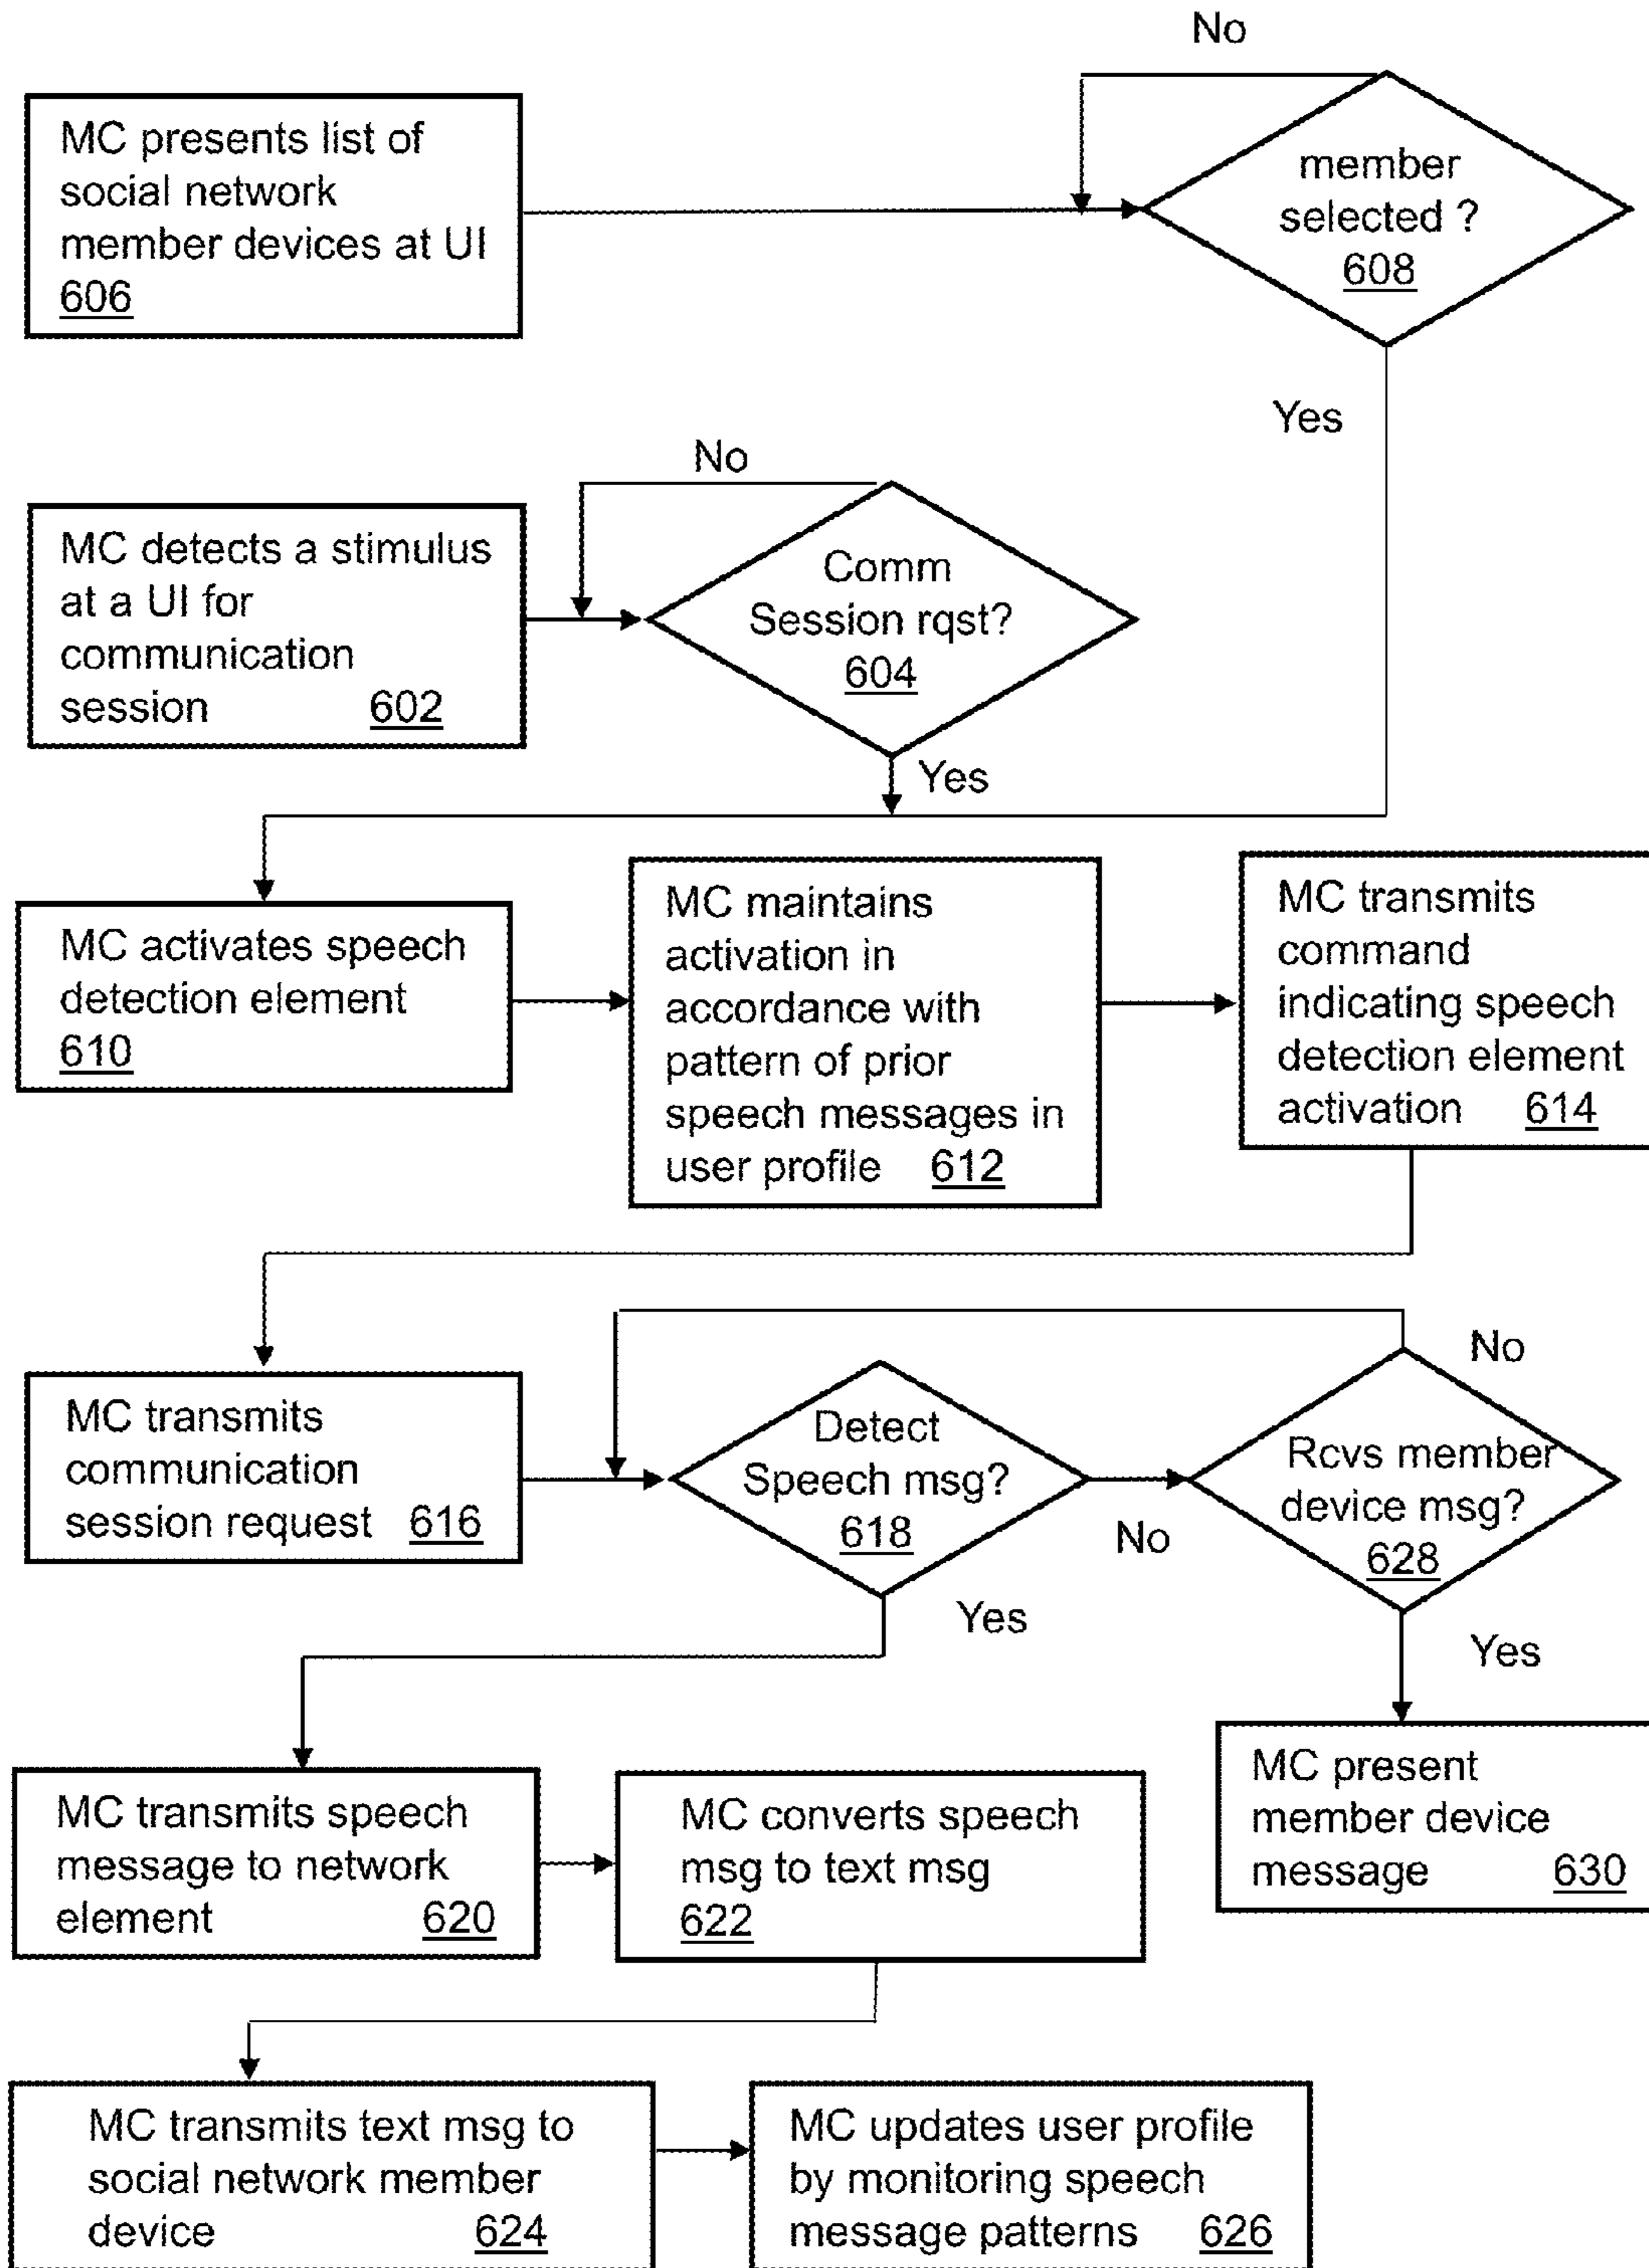 No
MC presents list of
social network
member devices at UI
606
member
selected ?
608
Yes
No
MC detects a stimulus
at a UI for
communication
session 602
Comm
Session rqst?
604
Yes
MC activates speech
detection element
610
MC maintains
activation in
accordance with
pattern of prior
speech messages in
user profile 612
MC transmits
command
indicating speech
detection element
activation 614
MC transmits
communication
session request 616
Detect
Speech msg?
618
No
Rcvs member
device msg?
628
No
Yes
Yes
MC transmits speech
message to network
element 620
MC converts speech
msg to text msg
622
MC present
member device
message 630
MC transmits text msg to
social network member
device 624
MC updates user profile
by monitoring speech
message patterns 626